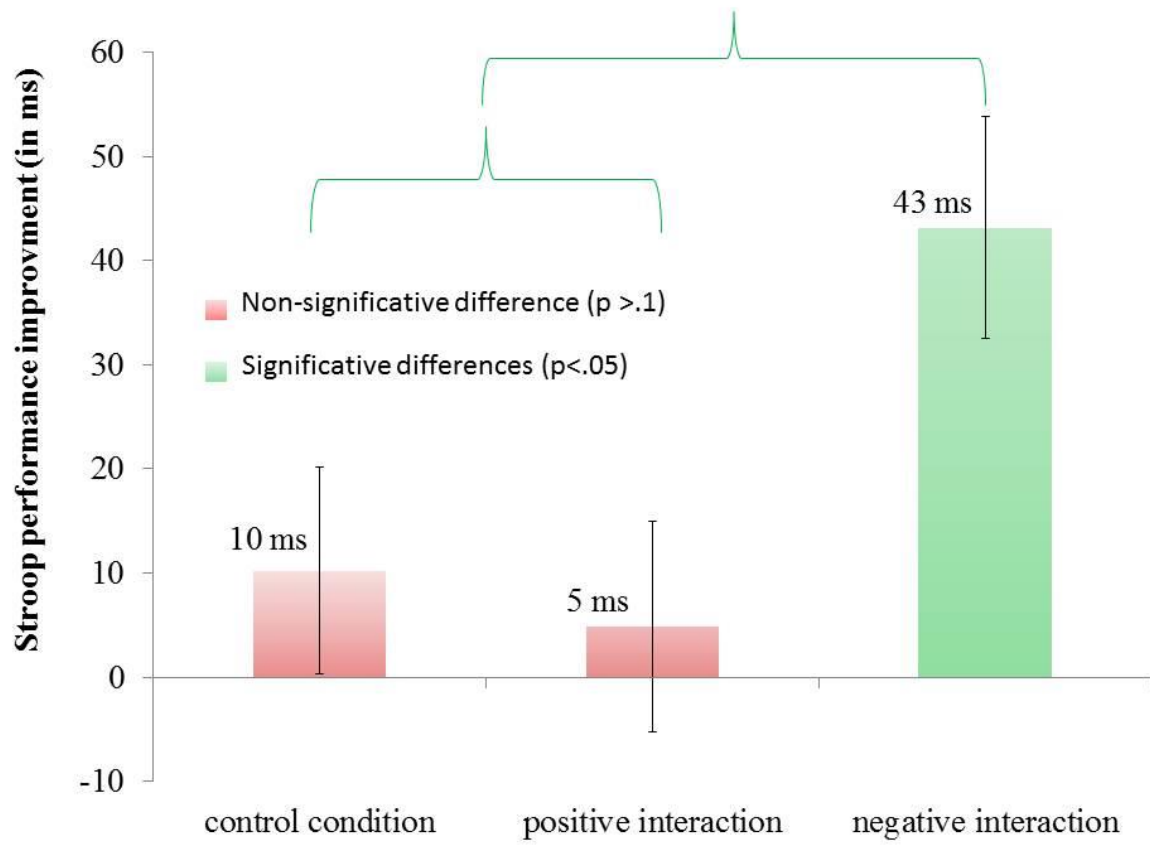 Stroop performance improvment (in ms)
60
50
40
30
20
10
0
-10
43 ms
Non-significative difference (p >.1)
Significative differences (p<.05)
10 ms
5 ms
control condition
positive interaction
negative interaction